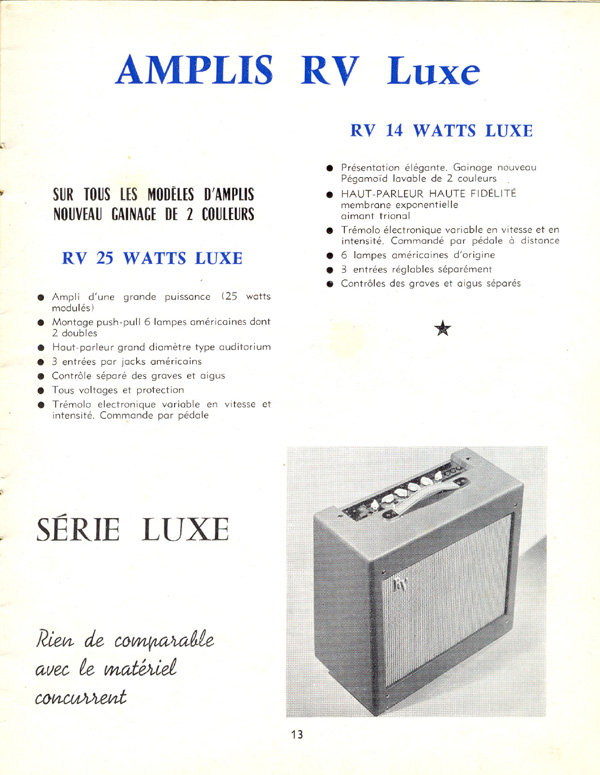 AMPLIS RV Luxe
SUR TOUS LES MODÈLES D'AMPLIS
NOUVEAU GAINAGE DE 2 COULEURS
RV 25 WATTS LUXE
● Ampli d'une grande puissance (25 watts
modulés)
● Montage push-pull 6 lampes américaines dont
2 doubles
● Haut-parleur grand diamètre type auditorium
● 3 entrées par jacks américains
● Contrôle séparé des graves et aigus
● Tous voltages et protection
● Trémolo electronique variable en vitesse et
intensité. Commande par pédale
RV 14 WATTS LUXE
● Présentation élégante. Gainage nouveau
Pégamoïd lavable de 2 couleurs
● HAUT-PARLEUR HAUTE FIDÉLITÉ
membrane exponentielle
aimant trional
● Trémolo électronique variable en vitesse et en
intensité. Commandé par pédale à distance
● 6 lampes américaines d'origine
● 3 entrées réglables séparément
● Contrôles des graves et aigus séparés
SÉRIE LUXE
Rien de comparable
avec le matériel
concurrent
RV
13